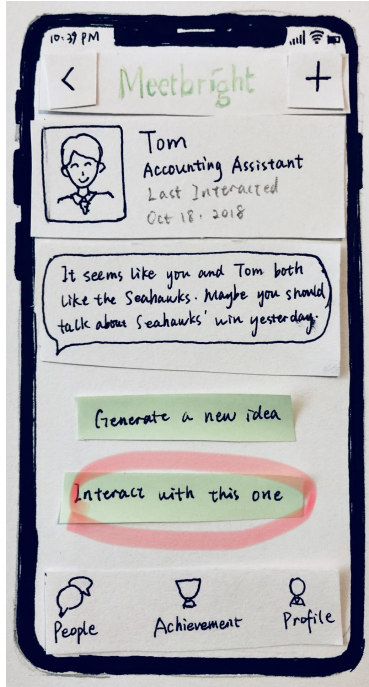 10:39 PM
Meetbright
Tom
Accounting Assistant
Last Interacted
Oct 18. 2018
It seems like you and Tom both
like the Seahawks. Maybe you should
talk about Seahawks' win yesterday.
Generate a new idea
Interact with this one
People
Achievement
Profile